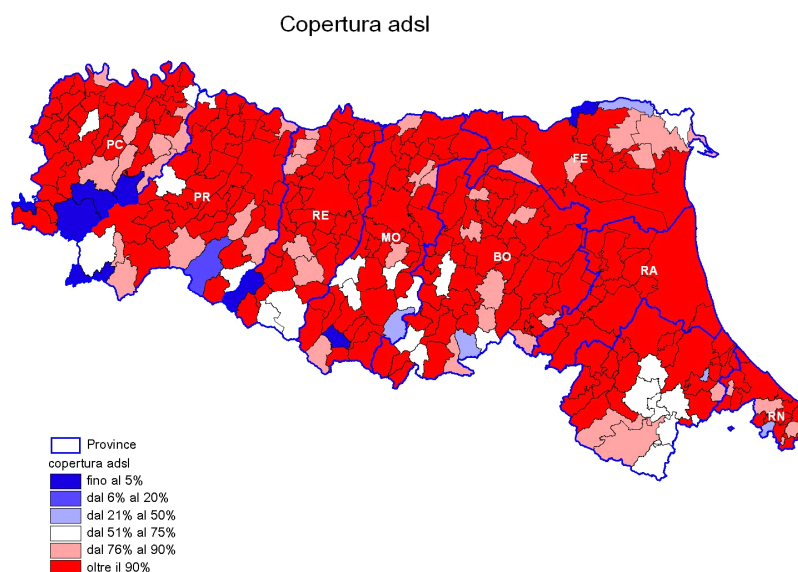 Copertura adsl
PC
PR
RE
MO
BO
FE
RA
RN
Province
copertura adsl
fino al 5%
dal 6% al 20%
dal 21% al 50%
dal 51% al 75%
dal 76% al 90%
oltre il 90%